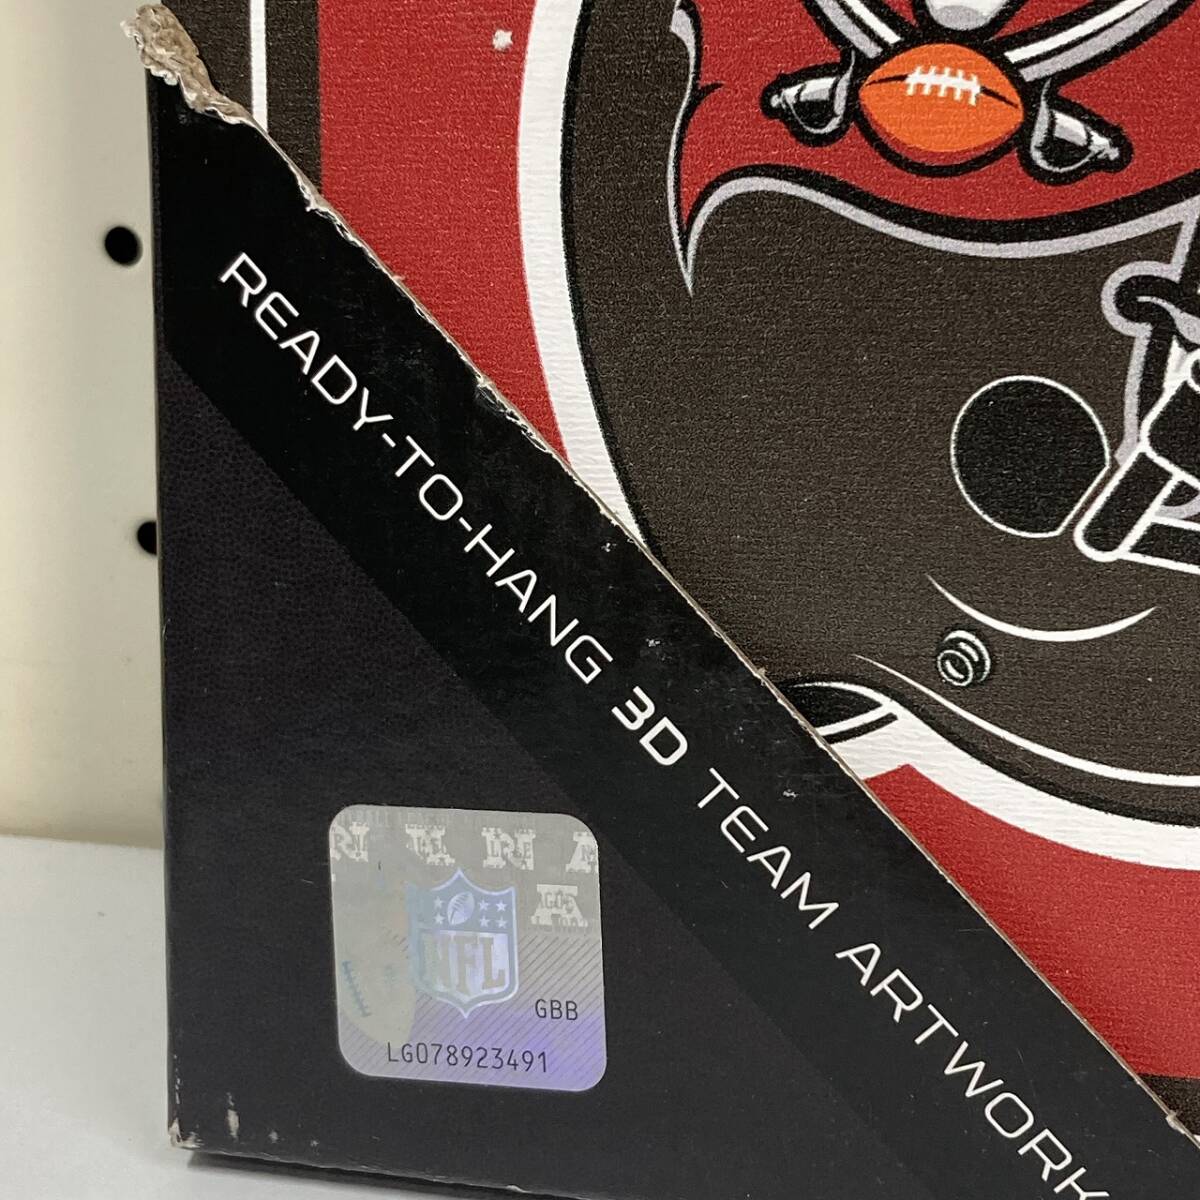 READY-TO-HANG 3D TEAM ARTWORK
NFL
GBB
LG078923491